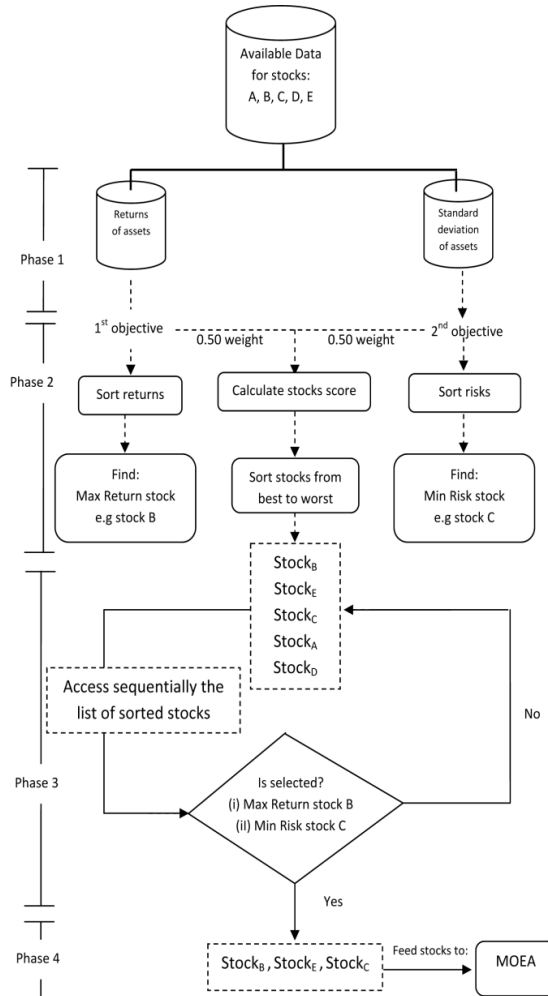 Available Data
for stocks:
A, B, C, D, E
Returns
of assets
Standard
deviation
of assets
Phase 1
1st objective
0.50 weight
0.50 weight
2nd objective
Phase 2
Sort returns
Calculate stocks score
Sort risks
Find:
Max Return stock
e.g stock B
Sort stocks from
best to worst
Find:
Min Risk stock
e.g stock C
StockB
StockE
StockC
StockA
StockD
Access sequentially the
list of sorted stocks
No
Phase 3
Is selected?
(i) Max Return stock B
(iI) Min Risk stock C
Yes
Phase 4
StockB , StockE , StockC
Feed stocks to:
MOEA